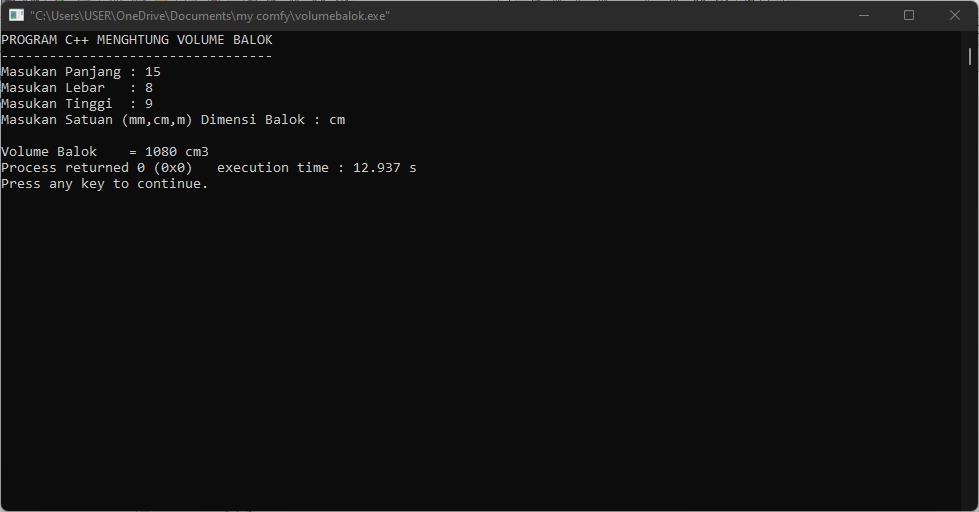 "C:\Users\USER\OneDrive\Documents\my comfy\volumebalok.exe"
PROGRAM C++ MENGHTUNG VOLUME BALOK
----------------------------------
Masukan Panjang : 15
Masukan Lebar   : 8
Masukan Tinggi  : 9
Masukan Satuan (mm,cm,m) Dimensi Balok : cm
Volume Balok    = 1080 cm3
Process returned 0 (0x0)   execution time : 12.937 s
Press any key to continue.